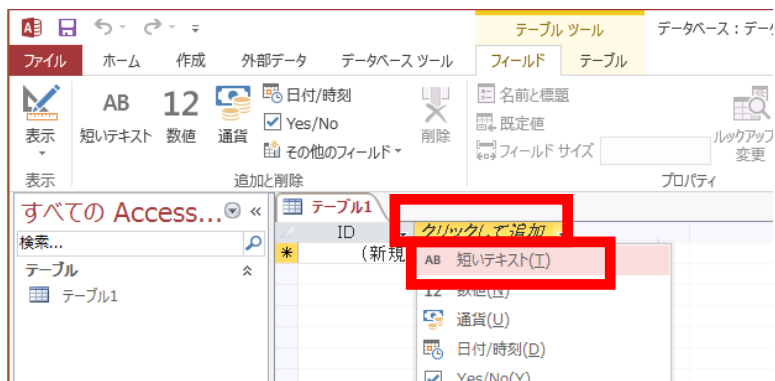 テーブル ツール
データベース : デー
ファイル ホーム 作成 外部データ データベース ツール フィールド テーブル
表示
AB
短いテキスト
12
数値
通貨
日付/時刻
Yes/No
その他のフィールド
削除
名前と標題
既定値
フィールド サイズ
ルックアップ
変更
表示 追加と削除 プロパティ
すべての Access... «
検索...
テーブル
テーブル1
テーブル1
ID クリックして追加
(新規
AB 短いテキスト(T)
12 数値(N)
通貨(U)
日付/時刻(D)
Yes/No(Y)